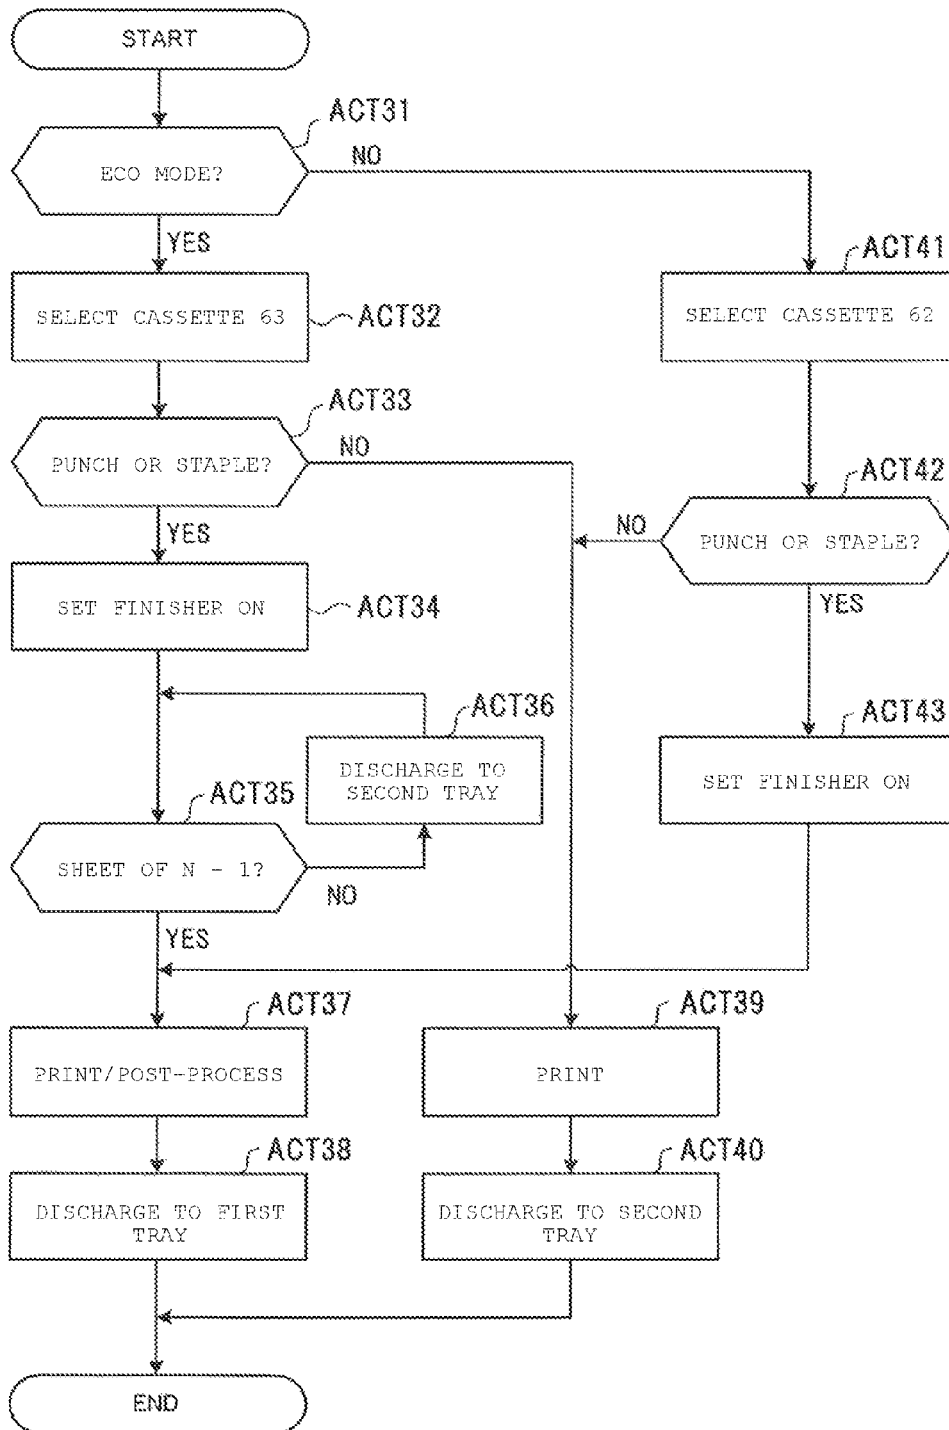 START
ACT31
ECO MODE?
NO
YES
ACT41
SELECT CASSETTE 63
ACT32
SELECT CASSETTE 62
ACT33
PUNCH OR STAPLE?
NO
YES
ACT42
NO
PUNCH OR STAPLE?
YES
SET FINISHER ON
ACT34
ACT36
DISCHARGE TO
SECOND TRAY
ACT43
SET FINISHER ON
ACT35
SHEET OF N - 1?
NO
YES
ACT37
PRINT/POST-PROCESS
ACT39
PRINT
ACT38
DISCHARGE TO FIRST
TRAY
ACT40
DISCHARGE TO SECOND
TRAY
END